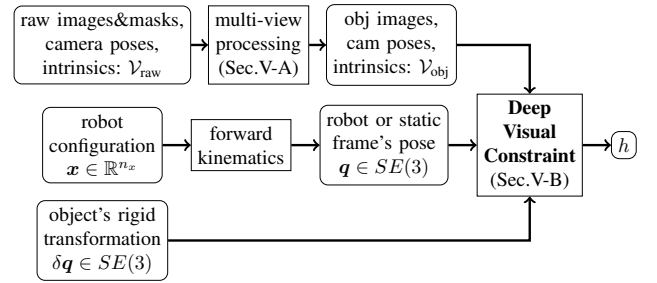 raw images&masks,
camera poses,
intrinsics: 𝒱raw
multi-view
processing
(Sec.V-A)
obj images,
cam poses,
intrinsics: 𝒱obj
robot
configuration
x ∈ ℝⁿˣ
forward
kinematics
robot or static
frame's pose
q ∈ SE(3)
Deep
Visual
Constraint
(Sec.V-B)
h
object's rigid
transformation
δq ∈ SE(3)